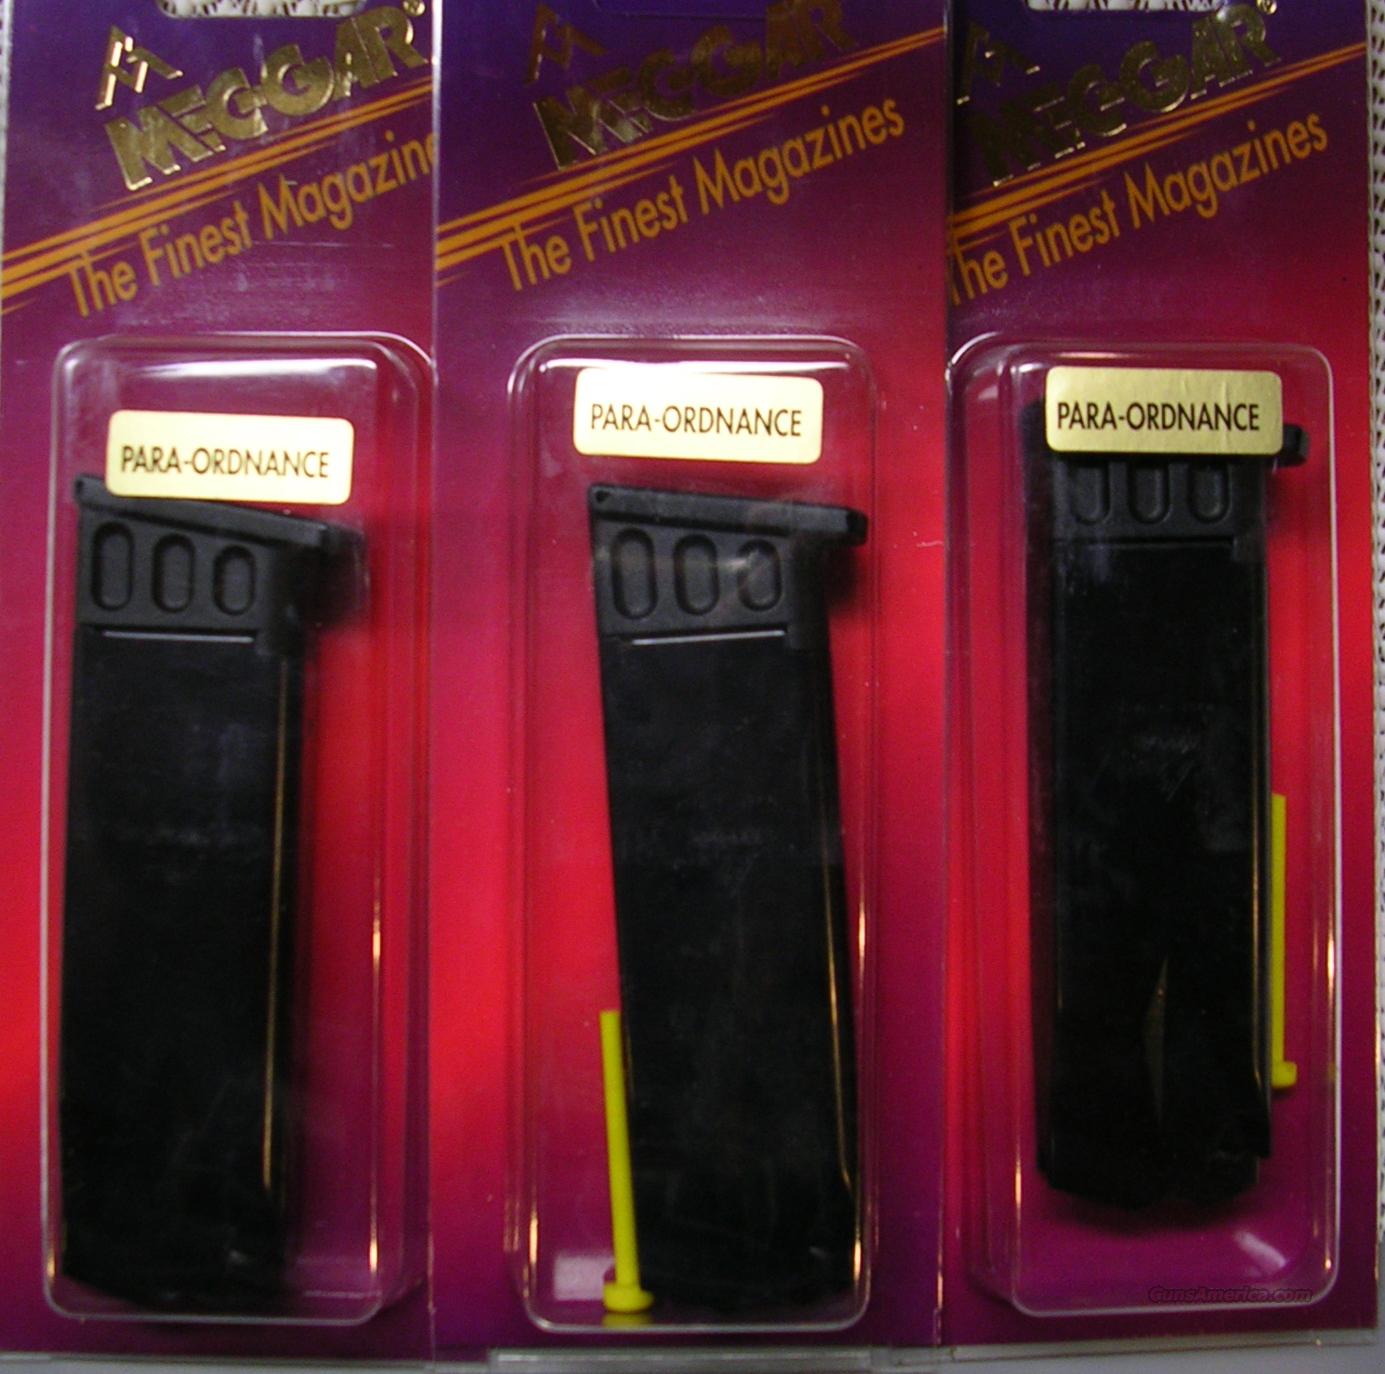 MEC-GAR®
The Finest Magazin
PARA-ORDNANCE
MEC-GAR
The Finest Magazines
PARA-ORDNANCE
MEC-GAR®
The Finest Magazines
PARA-ORDNANCE
GunsAmerica.com